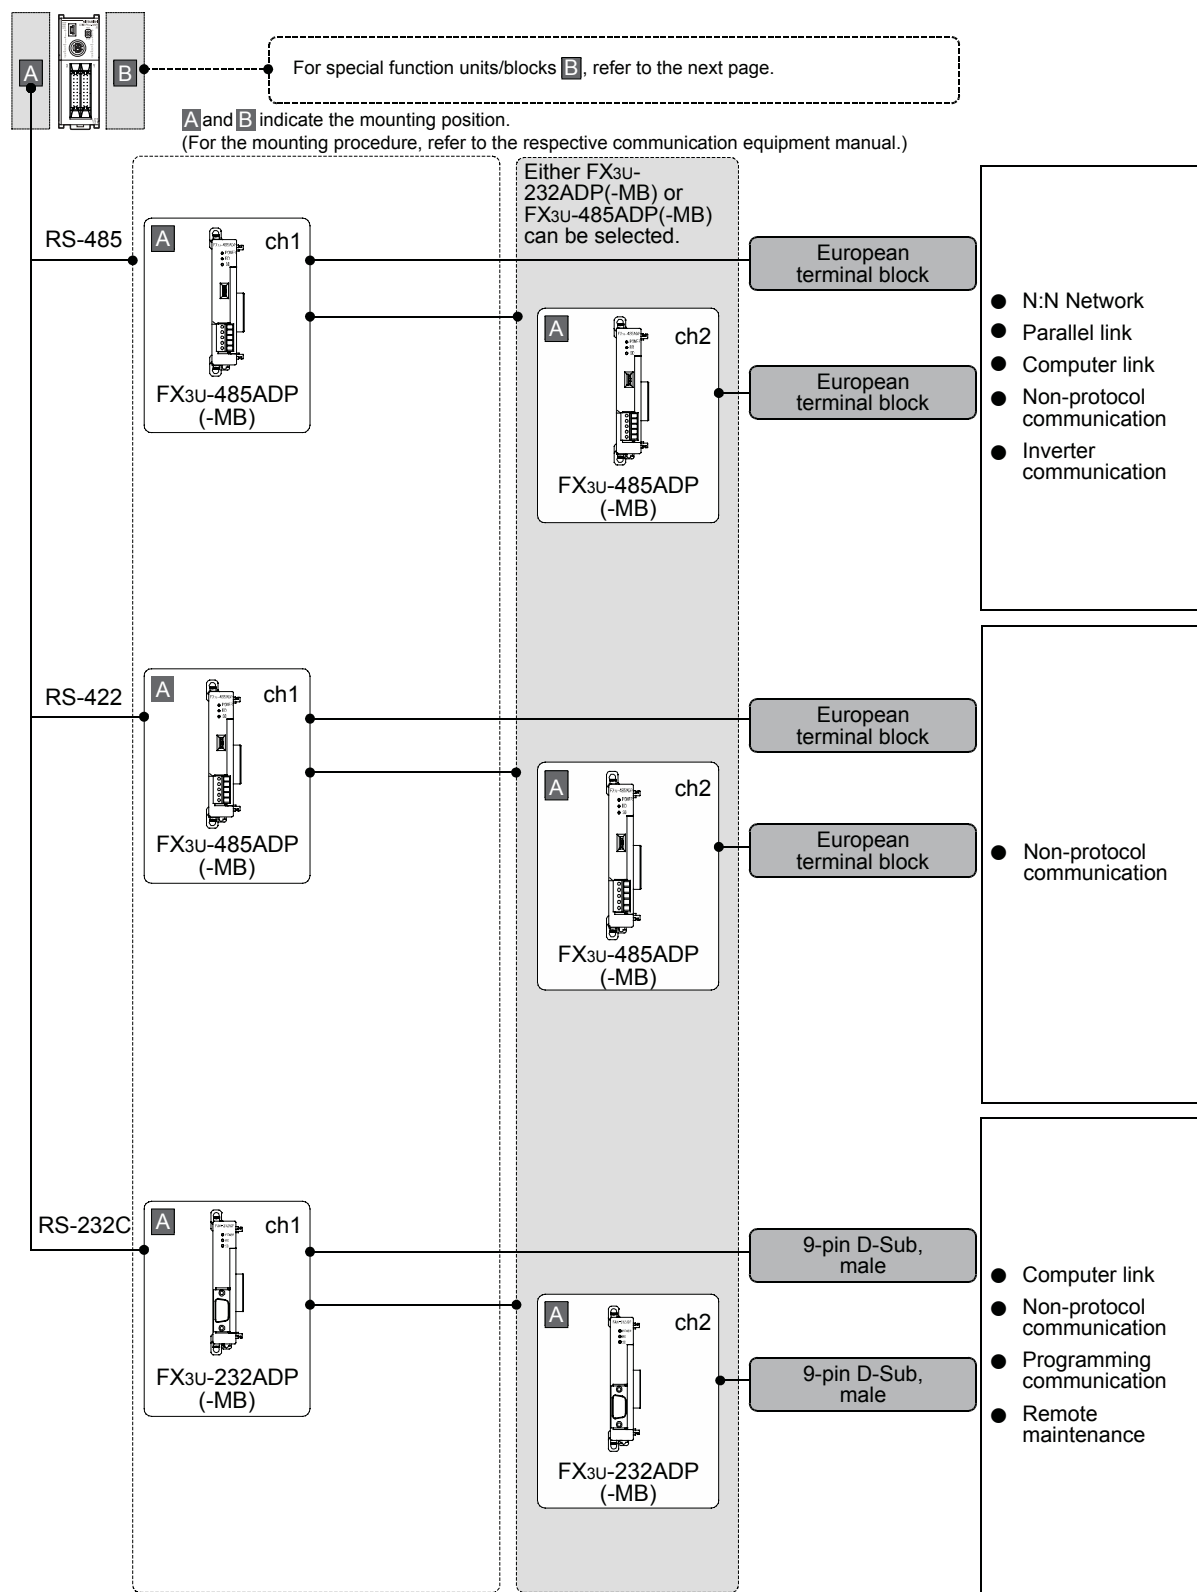 A
B
For special function units/blocks B, refer to the next page.
A and B indicate the mounting position.
(For the mounting procedure, refer to the respective communication equipment manual.)
Either FX3U-
232ADP(-MB) or
FX3U-485ADP(-MB)
can be selected.
RS-485
A
ch1
FX3U-485ADP
(-MB)
European
terminal block
A
ch2
FX3U-485ADP
(-MB)
European
terminal block
● N:N Network
● Parallel link
● Computer link
● Non-protocol
communication
● Inverter
communication
RS-422
A
ch1
FX3U-485ADP
(-MB)
European
terminal block
A
ch2
FX3U-485ADP
(-MB)
European
terminal block
● Non-protocol
communication
RS-232C
A
ch1
FX3U-232ADP
(-MB)
9-pin D-Sub,
male
A
ch2
FX3U-232ADP
(-MB)
9-pin D-Sub,
male
● Computer link
● Non-protocol
communication
● Programming
communication
● Remote
maintenance